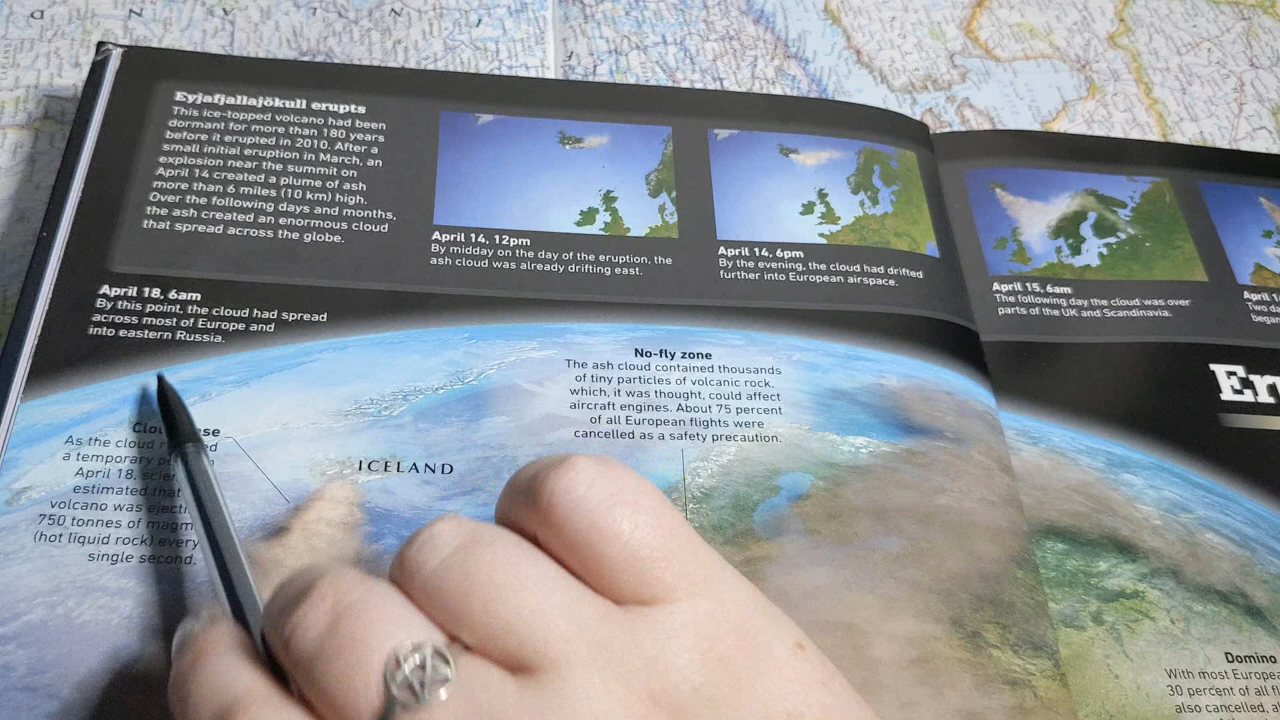 Eyjafjallajökull erupts
This ice-topped volcano had been
dormant for more than 180 years
before it erupted in 2010. After a
small initial eruption in March, an
explosion near the summit on
April 14 created a plume of ash
more than 6 miles (10 km) high.
Over the following days and months,
the ash created an enormous cloud
that spread across the globe.
April 14, 12pm
By midday on the day of the eruption, the
ash cloud was already drifting east.
April 14, 6pm
By the evening, the cloud had drifted
further into European airspace.
April 15, 6am
The following day the cloud was over
parts of the UK and Scandinavia.
Two da
began
April 18, 6am
By this point, the cloud had spread
across most of Europe and
into eastern Russia.
No-fly zone
The ash cloud contained thousands
of tiny particles of volcanic rock,
which, it was thought, could affect
aircraft engines. About 75 percent
of all European flights were
cancelled as a safety precaution.
As the cloud
a temporary
April 18,
estimated that
volcano was
750 tonnes of
(hot liquid rock) every
single second.
ICELAND
Er
Domino
With most Europe
30 percent of all fl
also cancelled, a